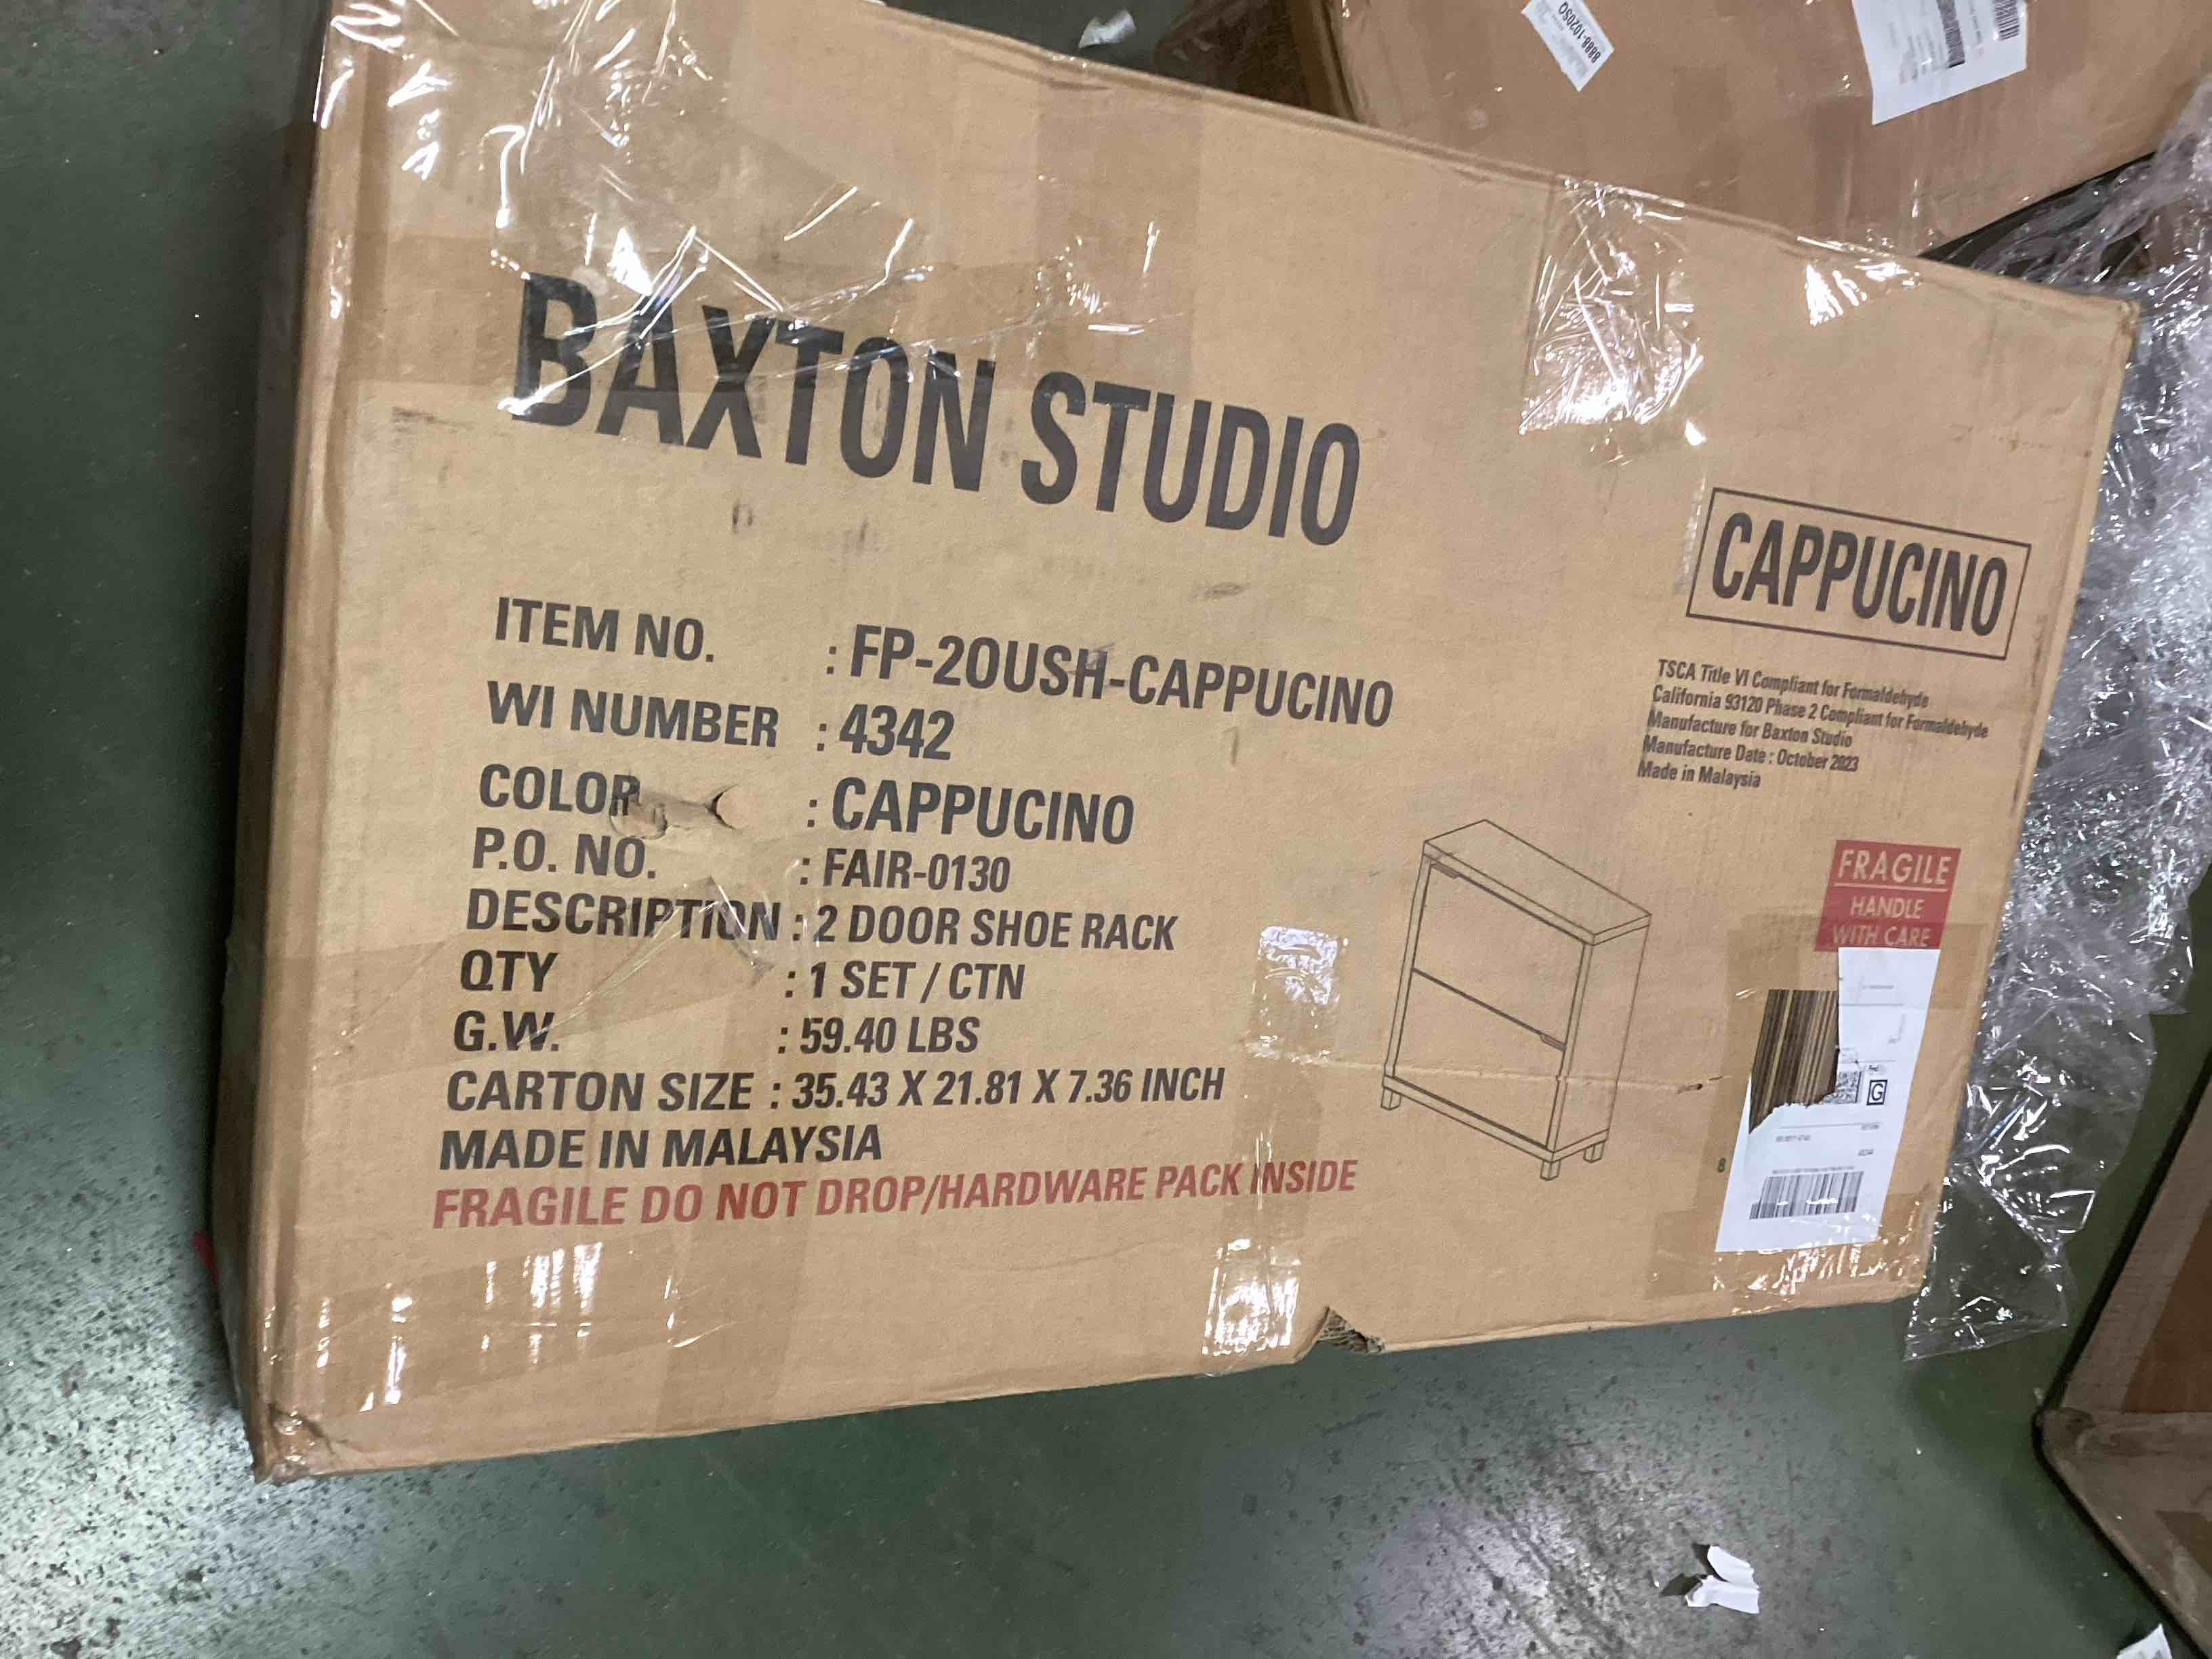 BAXTON STUDIO
ITEM NO. : FP-2OUSH-CAPPUCINO
WI NUMBER : 4342
COLOR : CAPPUCINO
P.O. NO. : FAIR-0130
DESCRIPTION : 2 DOOR SHOE RACK
QTY : 1 SET / CTN
G.W. : 59.40 LBS
CARTON SIZE : 35.43 X 21.81 X 7.36 INCH
MADE IN MALAYSIA
FRAGILE DO NOT DROP/HARDWARE PACK INSIDE
CAPPUCINO
TSCA Title VI Compliant for Formaldehyde
California 93120 Phase 2 Compliant for Formaldehyde
Manufacture for Baxton Studio
Manufacture Date : October 2023
Made in Malaysia
FRAGILE
HANDLE
WITH CARE
G
8
8888-1020SQ